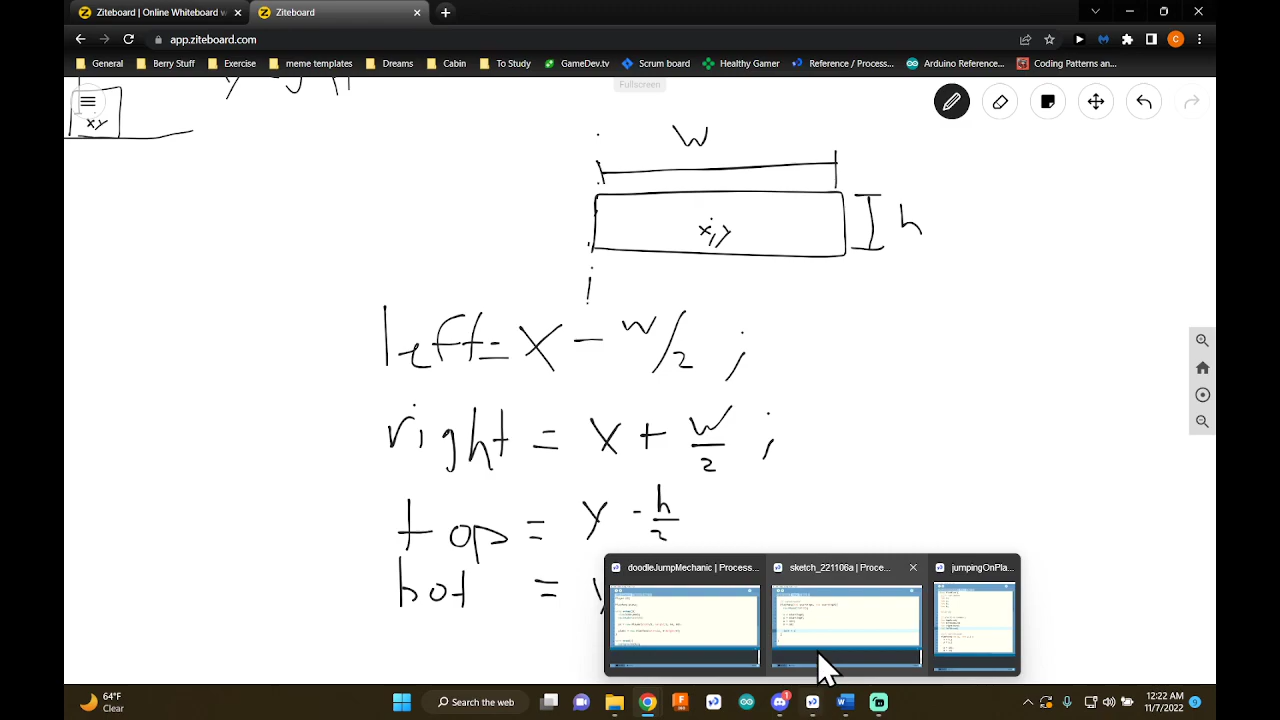 Ziteboard | Online Whiteboard w
Ziteboard
app.ziteboard.com
General
Berry Stuff
Exercise
meme templates
Dreams
Cabin
To Study
GameDev.tv
Scrum board
Healthy Gamer
Reference / Process...
Arduino Reference...
Coding Patterns an...
Fullscreen
C
x,y
W
x,y
h
left = x - w/2 ;
right = x + w/2 ;
top = y - h/2
bot = y
doodleJumpMechanic | Process...
sketch_221106a | Proce...
jumpingOnPla...
64°F
Clear
Search
1
12:22 AM
11/7/2022
9